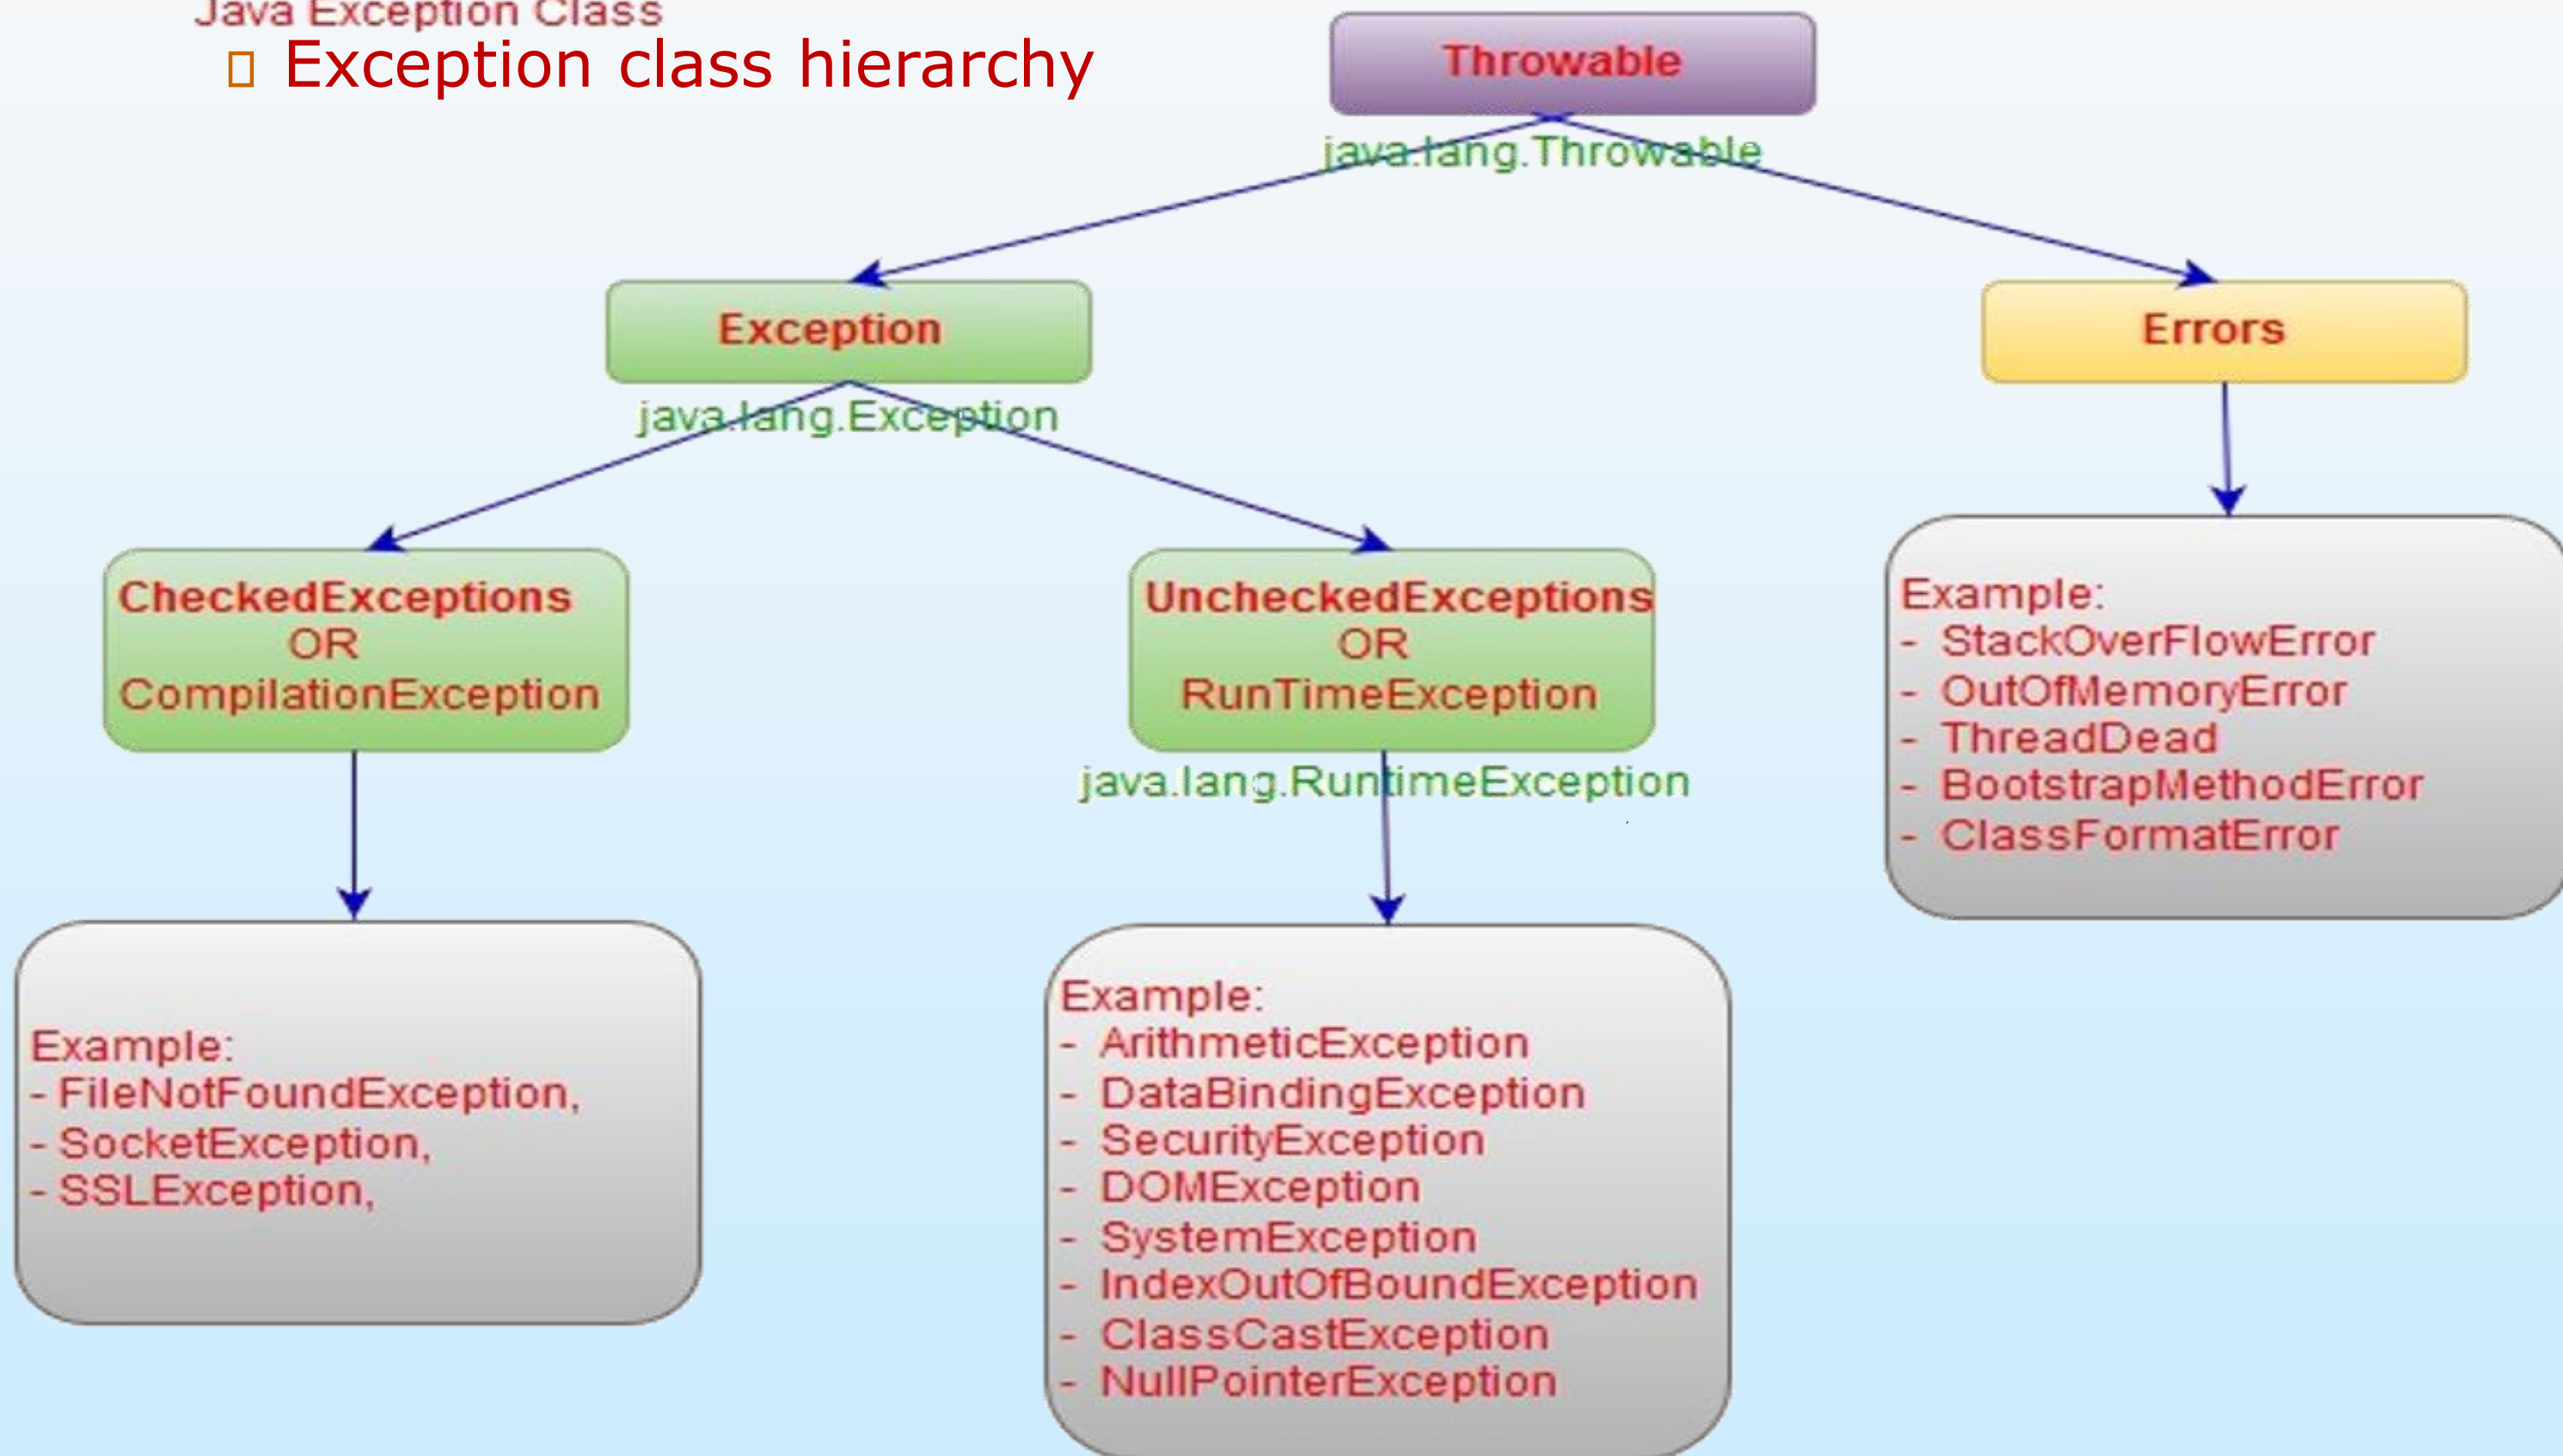 Java Exception Class
Exception class hierarchy
Throwable
java.lang.Throwable
Exception
java.lang.Exception
Errors
CheckedExceptions
OR
CompilationException
UncheckedExceptions
OR
RunTimeException
java.lang.RuntimeException
Example:
- StackOverFlowError
- OutOfMemoryError
- ThreadDead
- BootstrapMethodError
- ClassFormatError
Example:
- FileNotFoundException,
- SocketException,
- SSLException,
Example:
- ArithmeticException
- DataBindingException
- SecurityException
- DOMException
- SystemException
- IndexOutOfBoundException
- ClassCastException
- NullPointerException